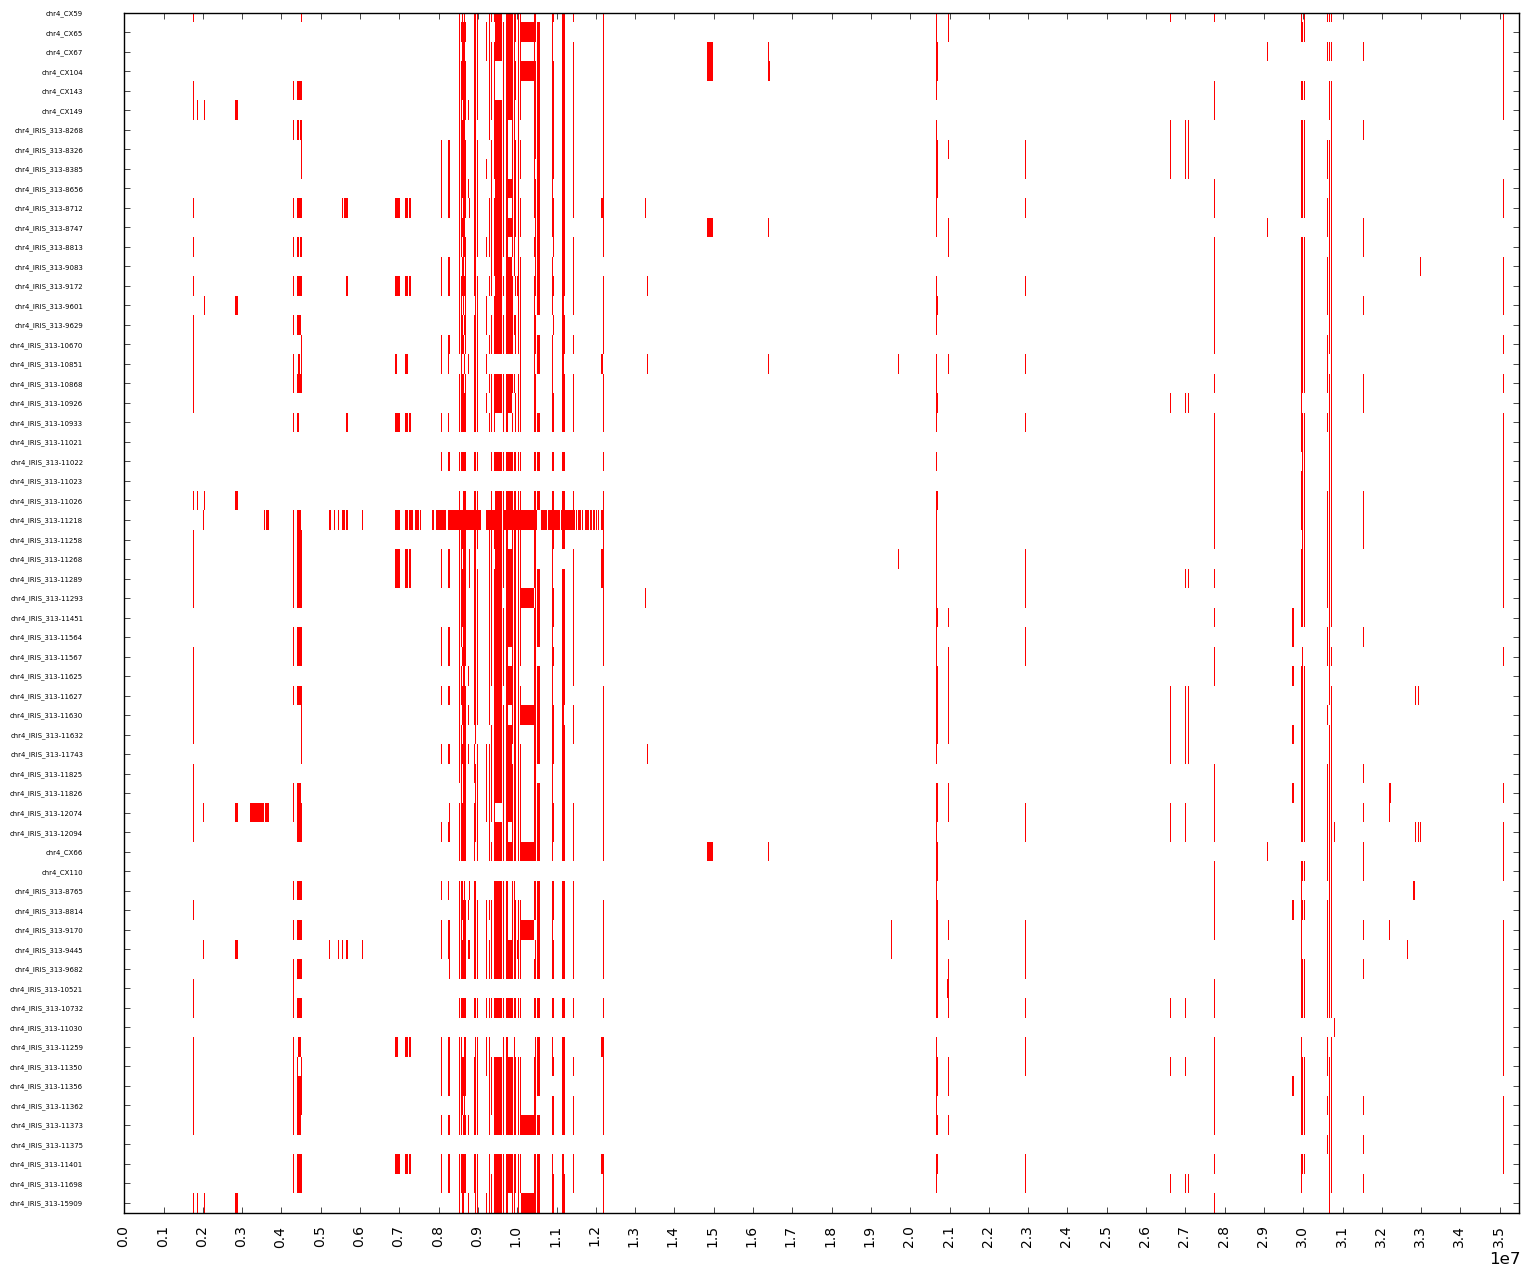 chr4_CX59
chr4_CX65
chr4_CX67
chr4_CX104
chr4_CX143
chr4_CX149
chr4_IRIS_313-8268
chr4_IRIS_313-8326
chr4_IRIS_313-8385
chr4_IRIS_313-8656
chr4_IRIS_313-8712
chr4_IRIS_313-8747
chr4_IRIS_313-8813
chr4_IRIS_313-9083
chr4_IRIS_313-9172
chr4_IRIS_313-9601
chr4_IRIS_313-9629
chr4_IRIS_313-10670
chr4_IRIS_313-10851
chr4_IRIS_313-10868
chr4_IRIS_313-10926
chr4_IRIS_313-10933
chr4_IRIS_313-11021
chr4_IRIS_313-11022
chr4_IRIS_313-11023
chr4_IRIS_313-11026
chr4_IRIS_313-11218
chr4_IRIS_313-11258
chr4_IRIS_313-11268
chr4_IRIS_313-11289
chr4_IRIS_313-11293
chr4_IRIS_313-11451
chr4_IRIS_313-11564
chr4_IRIS_313-11567
chr4_IRIS_313-11625
chr4_IRIS_313-11627
chr4_IRIS_313-11630
chr4_IRIS_313-11632
chr4_IRIS_313-11743
chr4_IRIS_313-11825
chr4_IRIS_313-11826
chr4_IRIS_313-12074
chr4_IRIS_313-12094
chr4_CX66
chr4_CX110
chr4_IRIS_313-8765
chr4_IRIS_313-8814
chr4_IRIS_313-9170
chr4_IRIS_313-9445
chr4_IRIS_313-9682
chr4_IRIS_313-10521
chr4_IRIS_313-10732
chr4_IRIS_313-11030
chr4_IRIS_313-11259
chr4_IRIS_313-11350
chr4_IRIS_313-11356
chr4_IRIS_313-11362
chr4_IRIS_313-11373
chr4_IRIS_313-11375
chr4_IRIS_313-11401
chr4_IRIS_313-11698
chr4_IRIS_313-15909
0.0 0.1 0.2 0.3 0.4 0.5 0.6 0.7 0.8 0.9 1.0 1.1 1.2 1.3 1.4 1.5 1.6 1.7 1.8 1.9 2.0 2.1 2.2 2.3 2.4 2.5 2.6 2.7 2.8 2.9 3.0 3.1 3.2 3.3 3.4 3.5
1e7